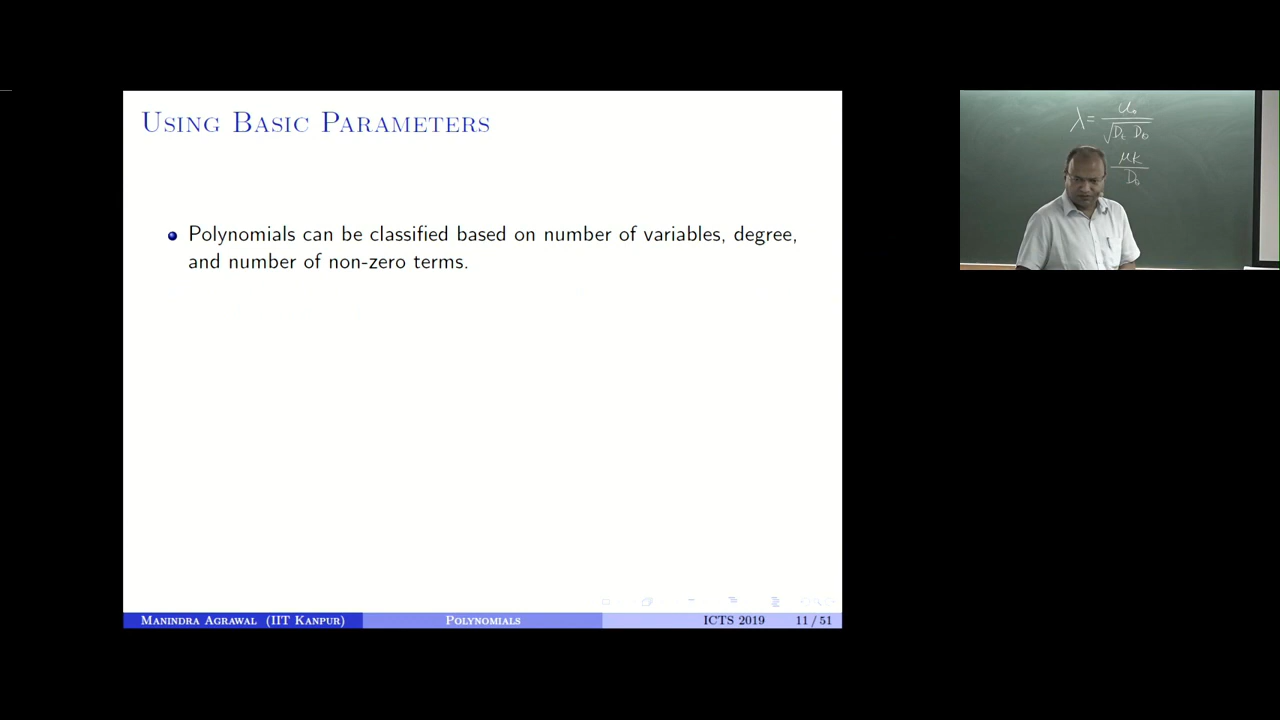 USING BASIC PARAMETERS
Polynomials can be classified based on number of variables, degree,
and number of non-zero terms.
MANINDRA AGRAWAL (IIT KANPUR)
POLYNOMIALS
ICTS 2019
11 / 51
λ =
√
μK